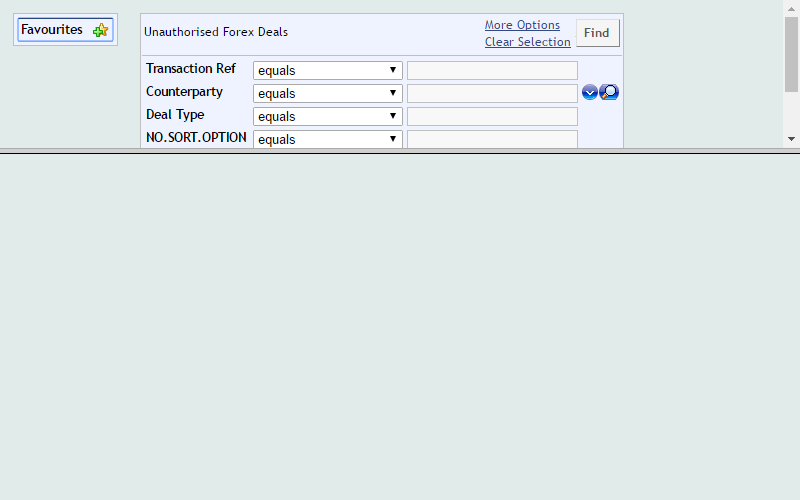 Favourites
Unauthorised Forex Deals
More Options
Clear Selection
Find
Transaction Ref equals
Counterparty equals
Deal Type equals
NO.SORT.OPTION equals